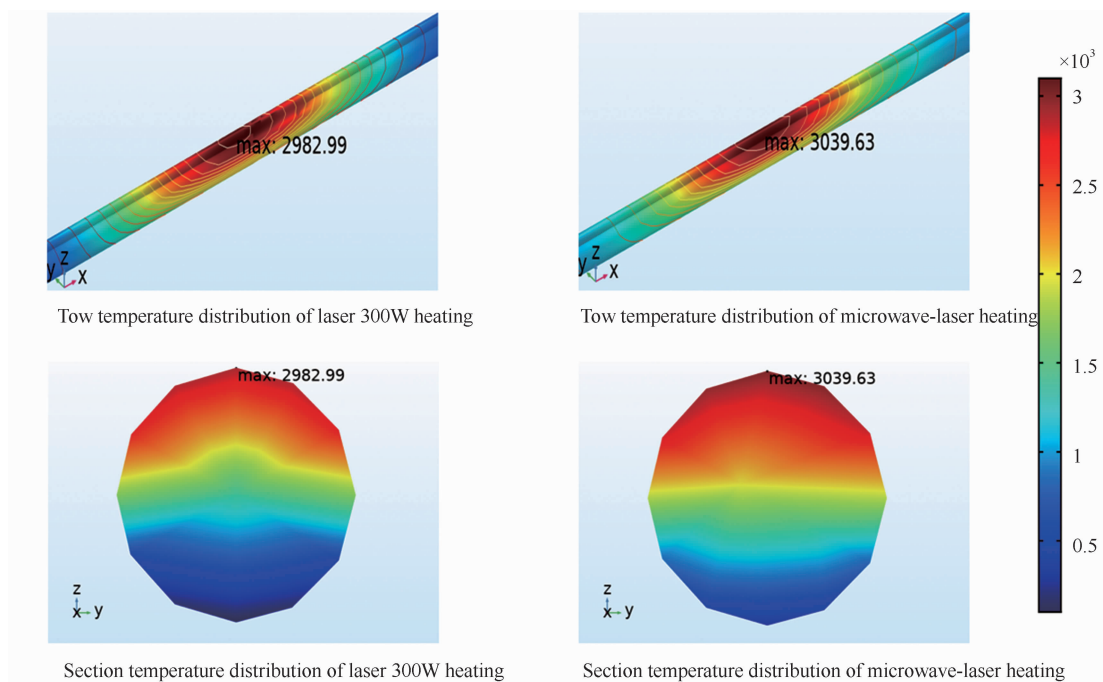 max: 2982.99
y z x
Tow temperature distribution of laser 300W heating
max: 3039.63
y z x
Tow temperature distribution of microwave-laser heating
×10³
3
2.5
2
1.5
1
0.5
max: 2982.99
z
x y
Section temperature distribution of laser 300W heating
max: 3039.63
z
x y
Section temperature distribution of microwave-laser heating